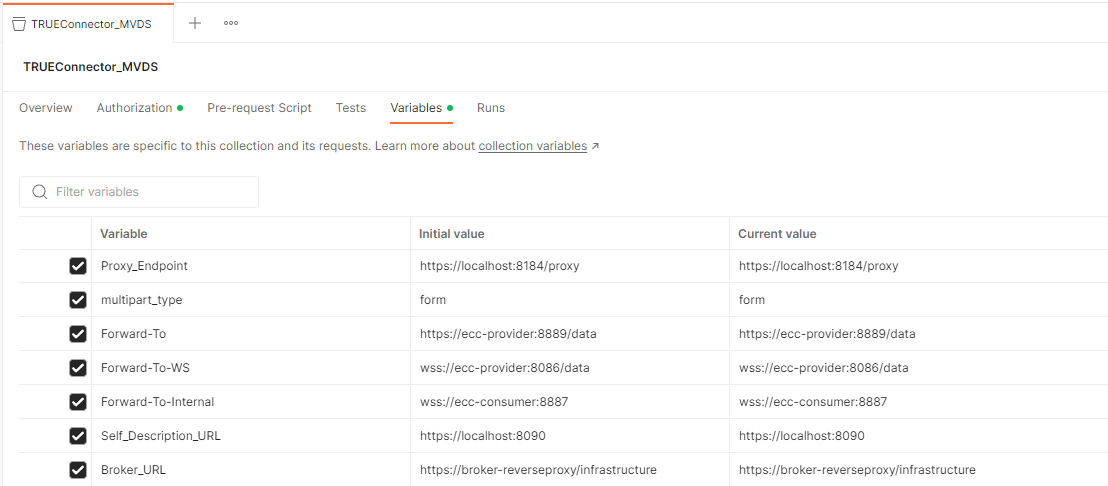 TRUEConnector_MVDS
TRUEConnector_MVDS
Overview Authorization Pre-request Script Tests Variables Runs
These variables are specific to this collection and its requests. Learn more about collection variables ↗
Filter variables
Variable Initial value Current value
Proxy_Endpoint https://localhost:8184/proxy https://localhost:8184/proxy
multipart_type form form
Forward-To https://ecc-provider:8889/data https://ecc-provider:8889/data
Forward-To-WS wss://ecc-provider:8086/data wss://ecc-provider:8086/data
Forward-To-Internal wss://ecc-consumer:8887 wss://ecc-consumer:8887
Self_Description_URL https://localhost:8090 https://localhost:8090
Broker_URL https://broker-reverseproxy/infrastructure https://broker-reverseproxy/infrastructure